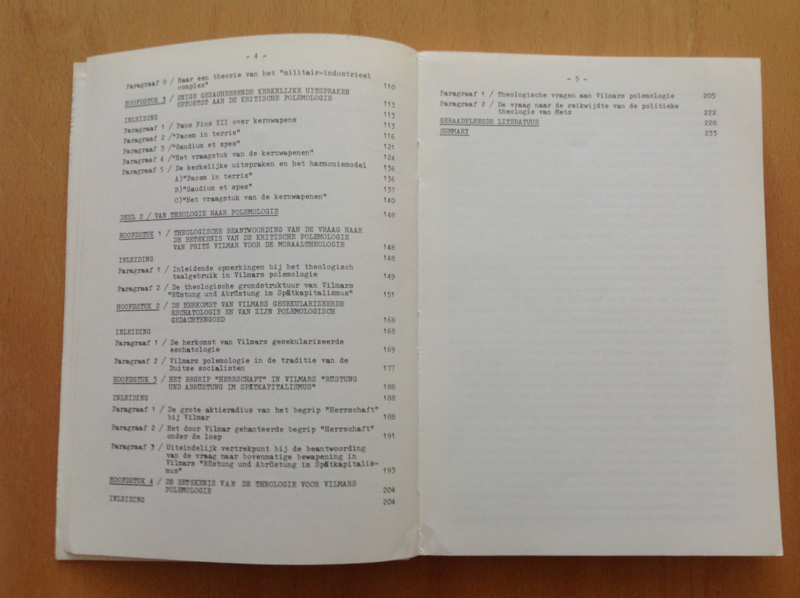 - 4 -
Paragraaf 8 / Naar een theorie van het "militair-industrieel
complex" 110
HOOFDSTUK 3 / ENIGE GEZAGHEBBENDE KERKELIJKE UITSPRAKEN
GETOETST AAN DE KRITISCHE POLEMOLOGIE 113
INLEIDING 113
Paragraaf 1 / Paus Pius XII over kernwapens 113
Paragraaf 2 / "Pacem in terris" 116
Paragraaf 3 / "Gaudium et spes" 121
Paragraaf 4 / "Het vraagstuk van de kernwapenen" 124
Paragraaf 5 / De kerkelijke uitspraken en het harmoniemodel 136
A) "Pacem in terris" 136
B) "Gaudium et spes" 137
C) "Het vraagstuk van de kernwapenen" 140
DEEL 2 / VAN THEOLOGIE NAAR POLEMOLOGIE 148
HOOFDSTUK 1 / THEOLOGISCHE BEANTWOORDING VAN DE VRAAG NAAR
DE BETEKENIS VAN DE KRITISCHE POLEMOLOGIE
VAN FRITS VILMAR VOOR DE MORAALTHEOLOGIE 148
INLEIDING 148
Paragraaf 1 / Inleidende opmerkingen bij het theologisch
taalgebruik in Vilmars polemologie 149
Paragraaf 2 / De theologische grondstruktuur van Vilmars
"Rüstung und Abrüstung im Spätkapitalismus" 151
HOOFDSTUK 2 / DE HERKOMST VAN VILMARS GESEKULARIZEERDE
ESCHATOLOGIE EN VAN ZIJN POLEMOLOGISCH
GEDACHTENGOED 168
INLEIDING 168
Paragraaf 1 / De herkomst van Vilmars gesekularizeerde
eschatologie 169
Paragraaf 2 / Vilmars polemologie in de traditie van de
Duitse socialisten 177
HOOFDSTUK 3 / HET BEGRIP "HERRSCHAFT" IN VILMARS "RÜSTUNG
UND ABRÜSTUNG IM SPÄTKAPITALISMUS" 188
INLEIDING 188
Paragraaf 1 / De grote aktieradius van het begrip "Herrschaft"
bij Vilmar 188
Paragraaf 2 / Het door Vilmar gehanteerde begrip "Herrschaft"
onder de loep 191
Paragraaf 3 / Uiteindelijk vertrekpunt bij de beantwoording
van de vraag naar bovenmatige bewapening in
Vilmars "Rüstung und Abrüstung im Spätkapitalis-
mus" 193
HOOFDSTUK 4 / DE BETEKENIS VAN DE THEOLOGIE VOOR VILMARS
POLEMOLOGIE 204
INLEIDING 204
- 5 -
Paragraaf 1 / Theologische vragen aan Vilmars polemologie 205
Paragraaf 2 / De vraag naar de reikwijdte van de politieke
theologie van Metz 222
GERAADPLEEGDE LITERATUUR 228
SUMMARY 233